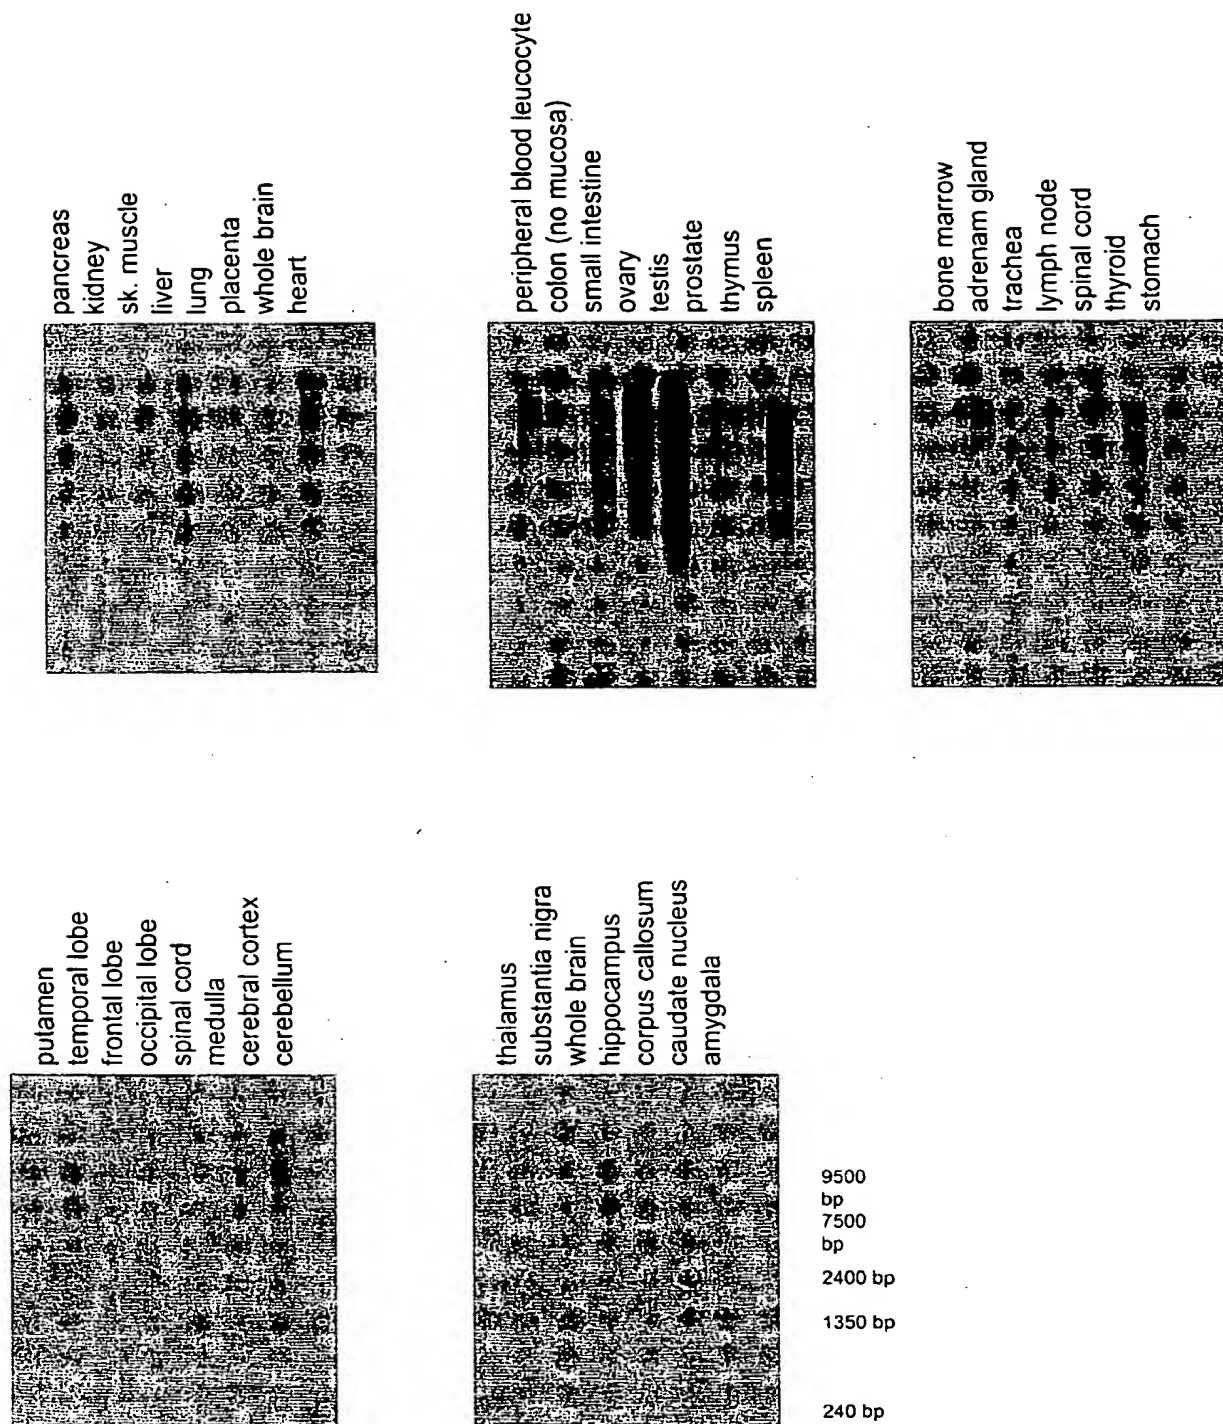 pancreas
kidney
sk. muscle
liver
lung
placenta
whole brain
heart
peripheral blood leucocyte
colon (no mucosa)
small intestine
ovary
testis
prostate
thymus
spleen
bone marrow
adrenam gland
trachea
lymph node
spinal cord
thyroid
stomach
putamen
temporal lobe
frontal lobe
occipital lobe
spinal cord
medulla
cerebral cortex
cerebellum
thalamus
substantia nigra
whole brain
hippocampus
corpus callosum
caudate nucleus
amygdala
9500
bp
7500
bp
2400 bp
1350 bp
240 bp